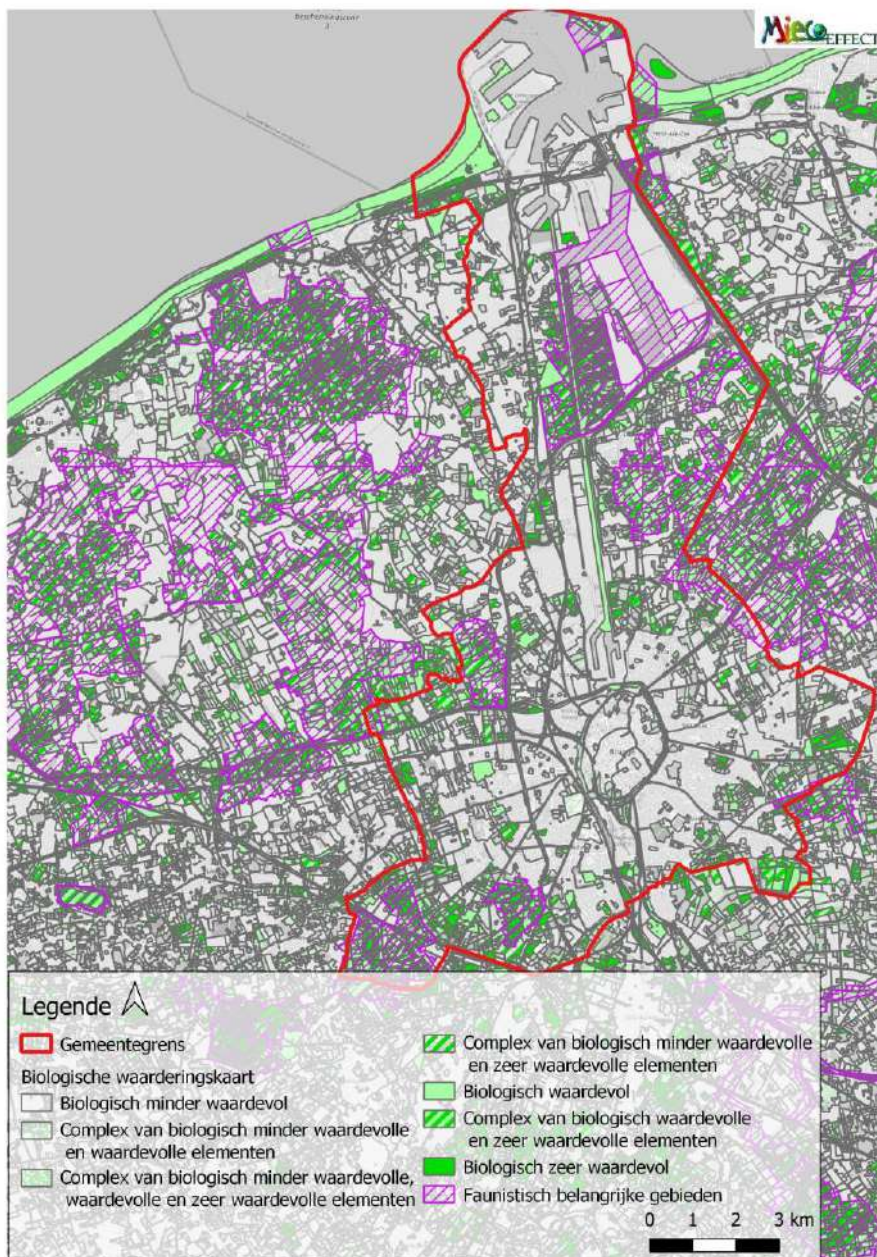 Mieco EFFECT
Legende
Gemeentegrens
Biologische waarderingskaart
Biologisch minder waardevol
Complex van biologisch minder waardevolle
en waardevolle elementen
Complex van biologisch minder waardevolle,
waardevolle en zeer waardevolle elementen
Complex van biologisch minder waardevolle
en zeer waardevolle elementen
Biologisch waardevol
Complex van biologisch waardevolle
en zeer waardevolle elementen
Biologisch zeer waardevol
Faunistisch belangrijke gebieden
0 1 2 3 km